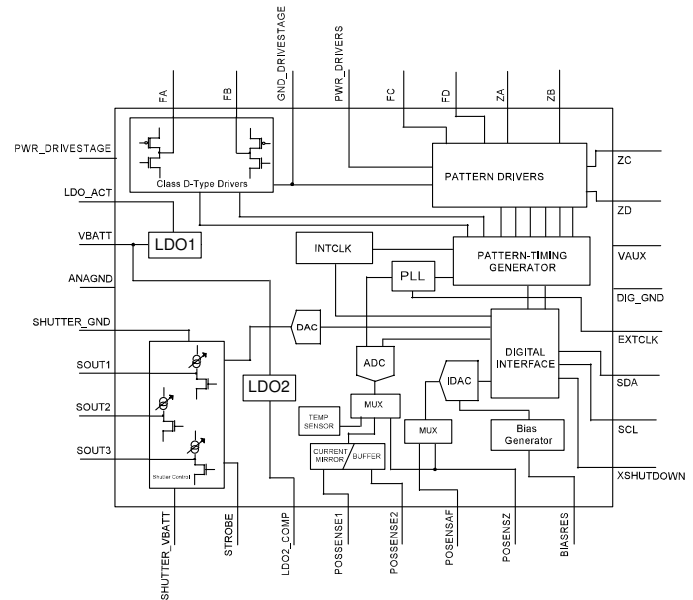 FA
FB
GND_DRIVESTAGE
PWR_DRIVERS
FC
FD
ZA
ZB
PWR_DRIVESTAGE
LDO_ACT
VBATT
ANAGND
SHUTTER_GND
SOUT1
SOUT2
SOUT3
Class D-Type Drivers
PATTERN DRIVERS
LDO1
INTCLK
PATTERN-TIMING
GENERATOR
PLL
DAC
ADC
DIGITAL
INTERFACE
IDAC
LDO2
MUX
TEMP
SENSOR
MUX
Bias
Generator
CURRENT
MIRROR
BUFFER
Shutter Control
ZC
ZD
VAUX
DIG_GND
EXTCLK
SDA
SCL
XSHUTDOWN
SHUTTER_VBATT
STROBE
LDO2_COMP
POSSENSE1
POSSENSE2
POSENSAF
POSENSZ
BIASRES